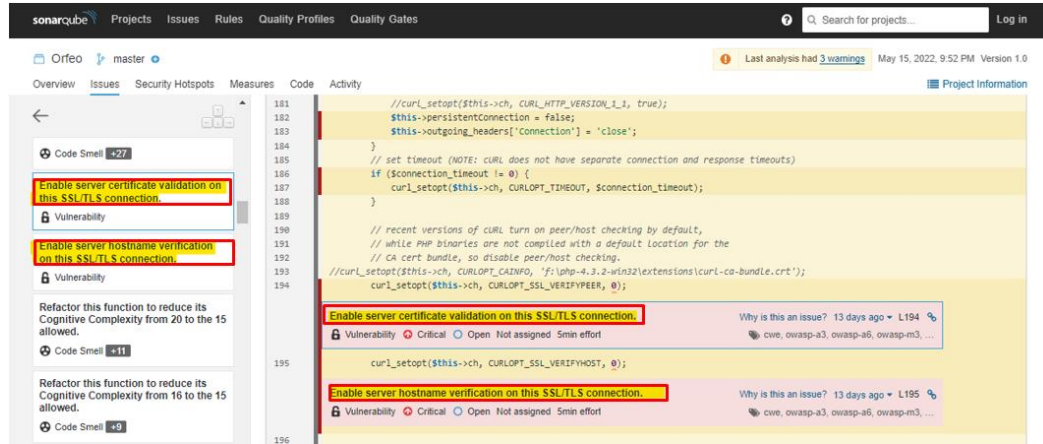 sonarqube Projects Issues Rules Quality Profiles Quality Gates Search for projects... Log in
Orfeo master Last analysis had 3 warnings May 15, 2022, 9:52 PM Version 1.0
Overview Issues Security Hotspots Measures Code Activity Project Information
Code Smell +27
Enable server certificate validation on
this SSL/TLS connection.
Vulnerability
Enable server hostname verification
on this SSL/TLS connection.
Vulnerability
Refactor this function to reduce its
Cognitive Complexity from 20 to the 15
allowed.
Code Smell +11
Refactor this function to reduce its
Cognitive Complexity from 16 to the 15
allowed.
Code Smell +9
181 //curl_setopt($this->ch, CURL_HTTP_VERSION_1_1, true);
182 $this->persistentConnection = false;
183 $this->outgoing_headers['Connection'] = 'close';
184 }
185 // set timeout (NOTE: cURL does not have separate connection and response timeouts)
186 if ($connection_timeout != 0) {
187 curl_setopt($this->ch, CURLOPT_TIMEOUT, $connection_timeout);
188 }
189
190 // recent versions of cURL turn on peer/host checking by default,
191 // while PHP binaries are not compiled with a default location for the
192 // CA cert bundle, so disable peer/host checking.
193 //curl_setopt($this->ch, CURLOPT_CAINFO, 'f:\php-4.3.2-win32\extensions\curl-ca-bundle.crt');
194 curl_setopt($this->ch, CURLOPT_SSL_VERIFYPEER, 0);
Enable server certificate validation on this SSL/TLS connection. Why is this an issue? 13 days ago L194
Vulnerability Critical Open Not assigned 5min effort cwe, owasp-a3, owasp-a6, owasp-m3, ...
195 curl_setopt($this->ch, CURLOPT_SSL_VERIFYHOST, 0);
Enable server hostname verification on this SSL/TLS connection. Why is this an issue? 13 days ago L195
Vulnerability Critical Open Not assigned 5min effort cwe, owasp-a3, owasp-a6, owasp-m3, ...
196